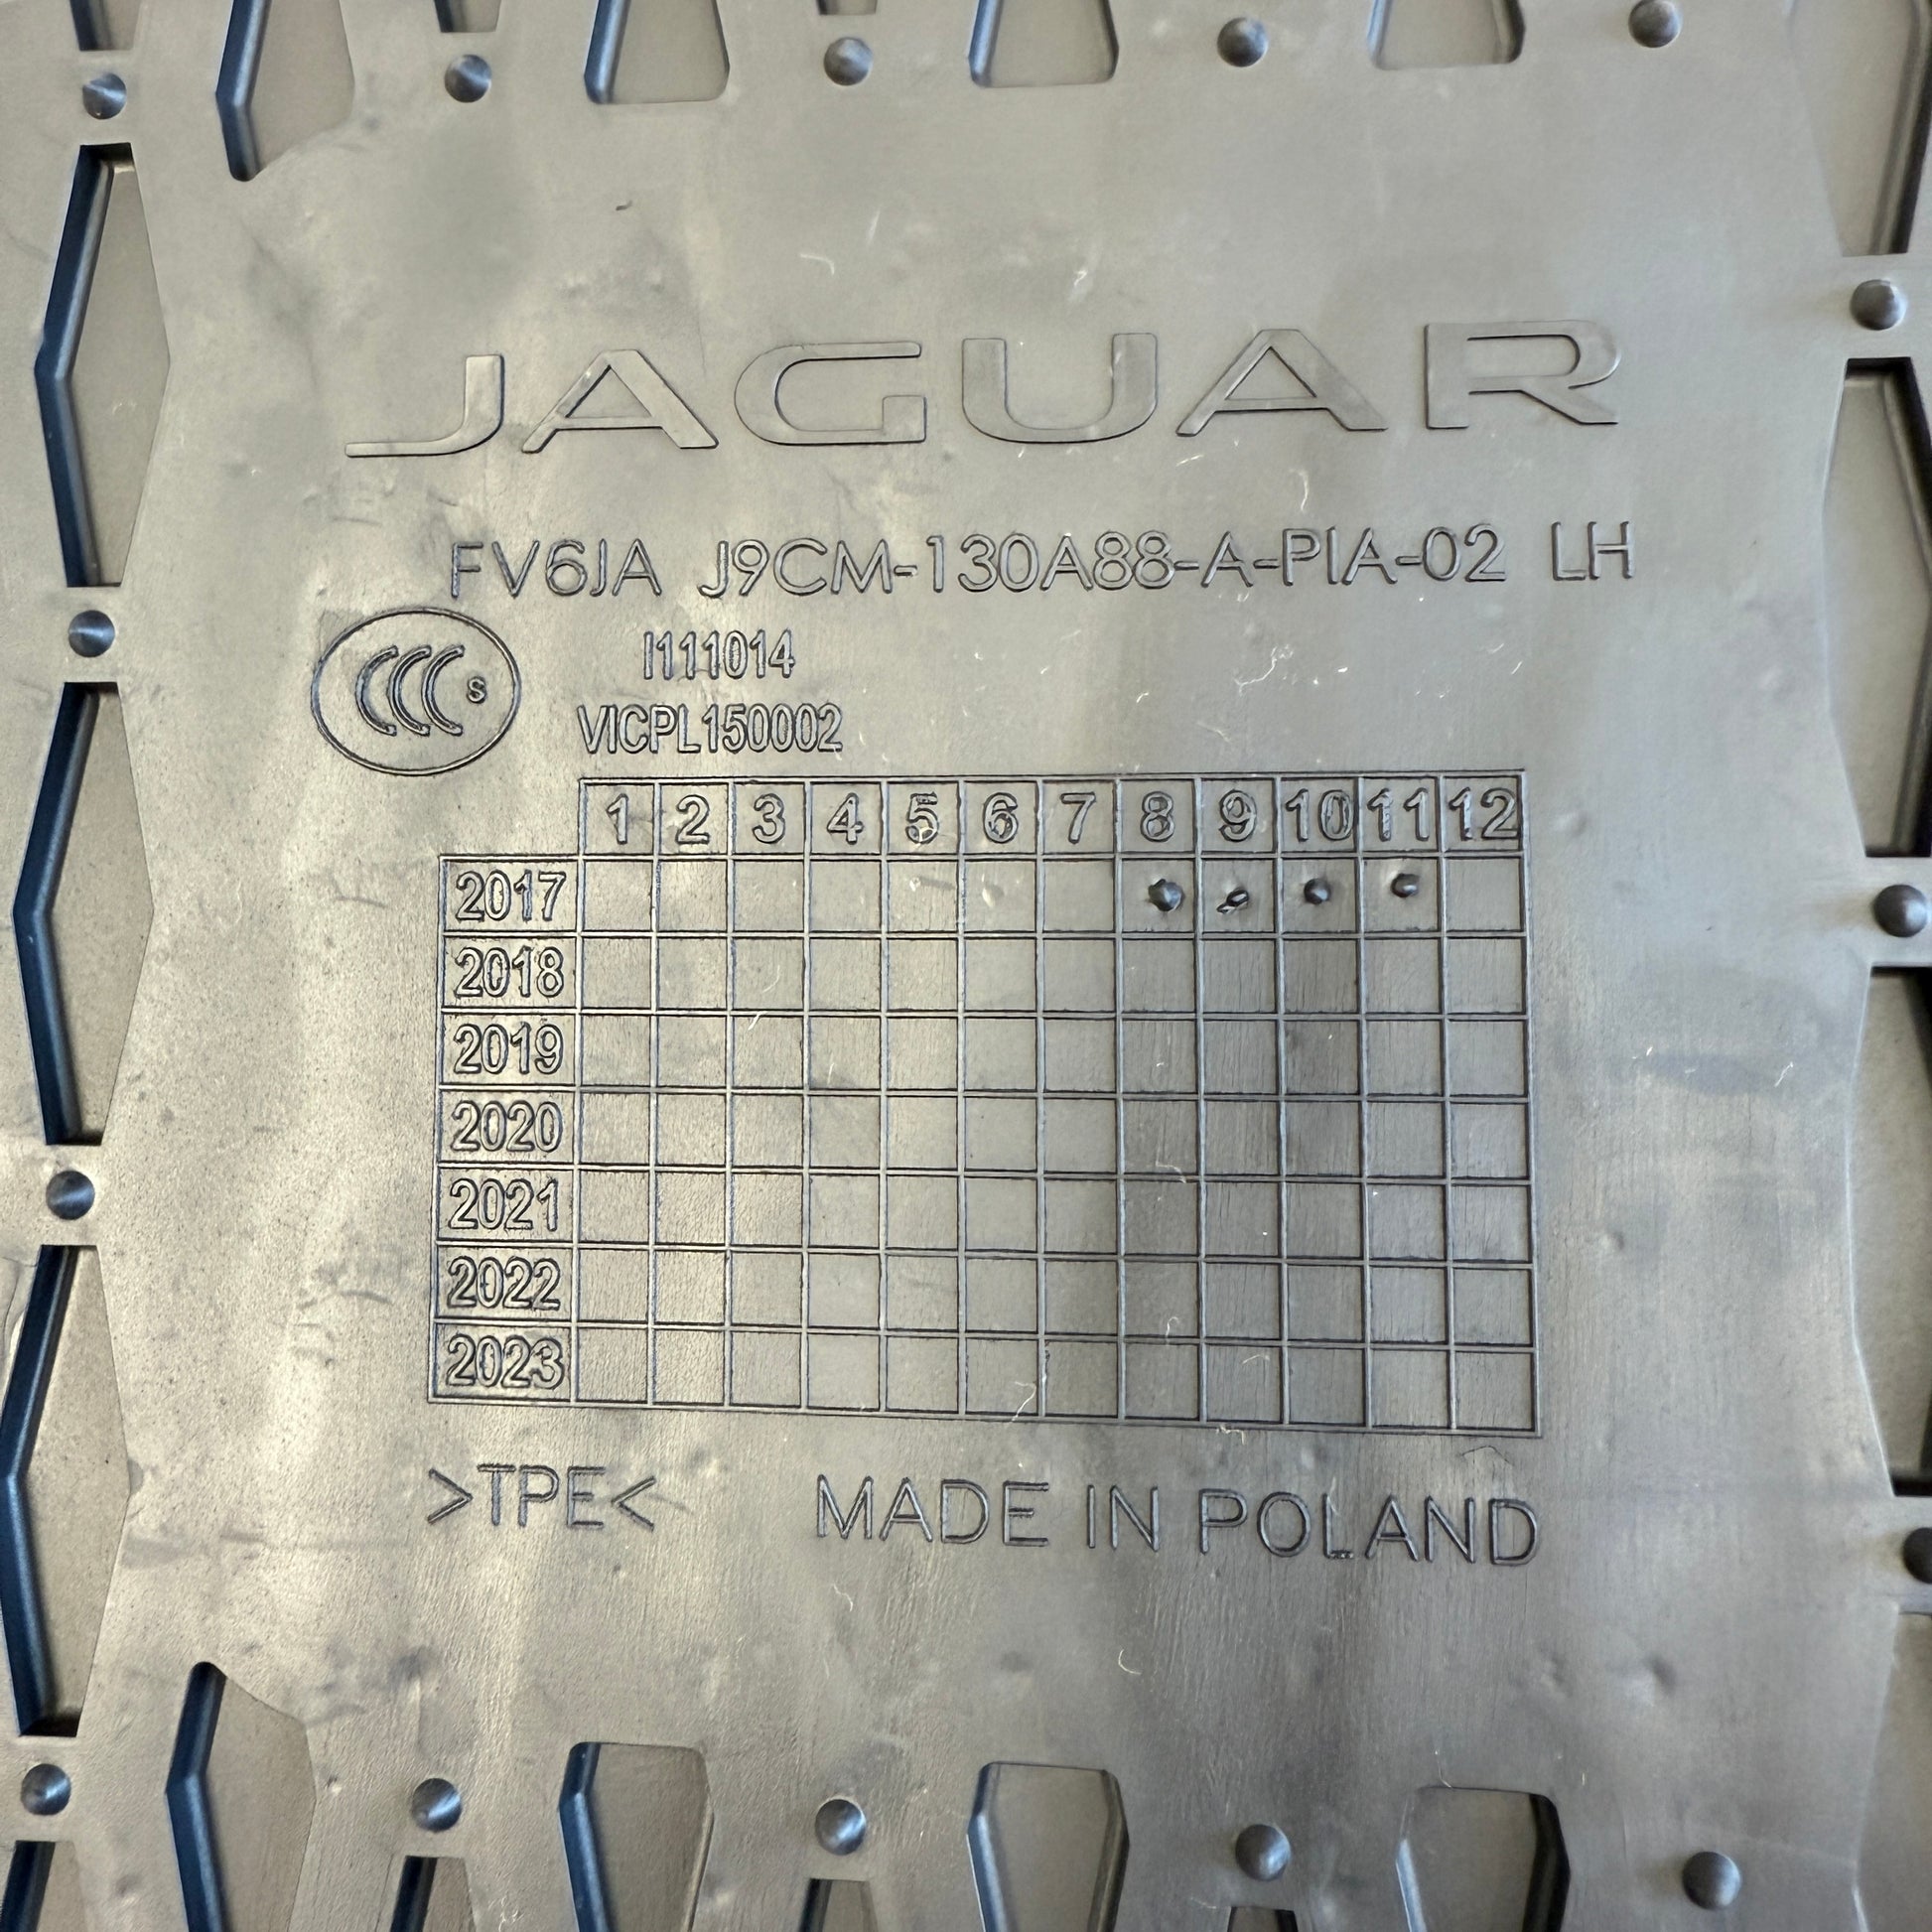 JAGUAR
FV6JA J9CM-130A88-A-PIA-02 LH
CCC S
I111014
VICPL150002
1 2 3 4 5 6 7 8 9 10 11 12
2017
2018
2019
2020
2021
2022
2023
>TPE< MADE IN POLAND